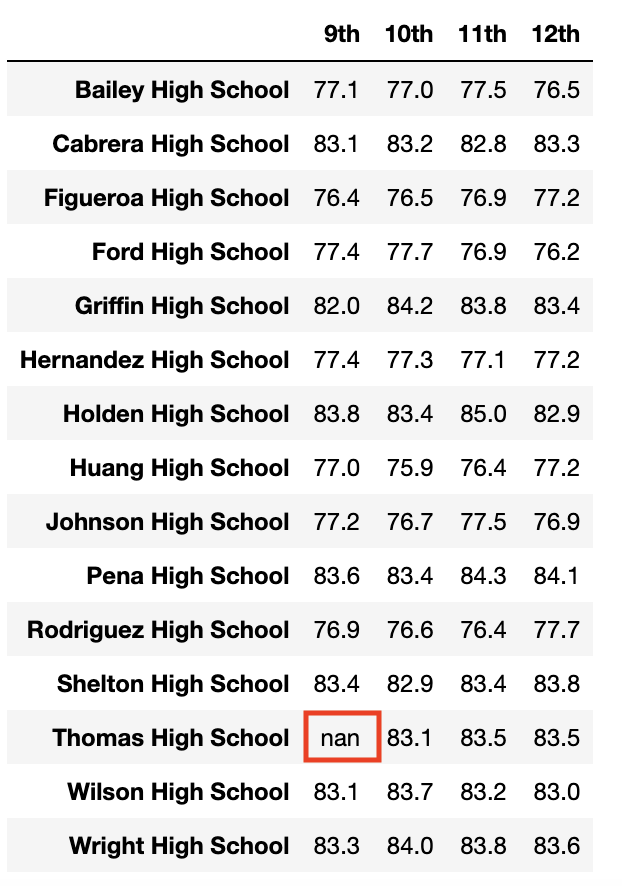 9th 10th 11th 12th
Bailey High School 77.1 77.0 77.5 76.5
Cabrera High School 83.1 83.2 82.8 83.3
Figueroa High School 76.4 76.5 76.9 77.2
Ford High School 77.4 77.7 76.9 76.2
Griffin High School 82.0 84.2 83.8 83.4
Hernandez High School 77.4 77.3 77.1 77.2
Holden High School 83.8 83.4 85.0 82.9
Huang High School 77.0 75.9 76.4 77.2
Johnson High School 77.2 76.7 77.5 76.9
Pena High School 83.6 83.4 84.3 84.1
Rodriguez High School 76.9 76.6 76.4 77.7
Shelton High School 83.4 82.9 83.4 83.8
Thomas High School nan 83.1 83.5 83.5
Wilson High School 83.1 83.7 83.2 83.0
Wright High School 83.3 84.0 83.8 83.6